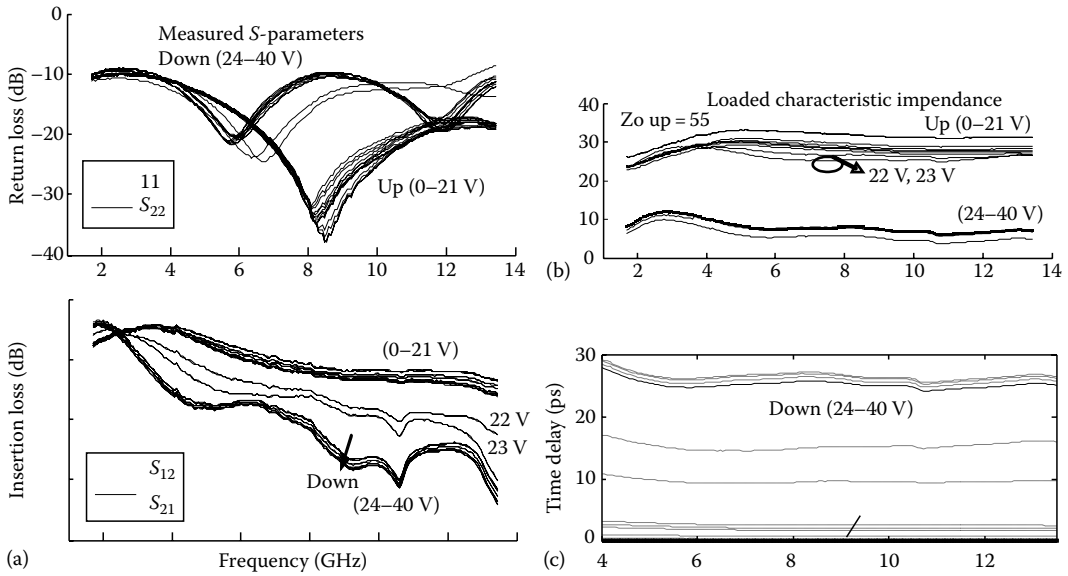 0
−10
−20
−30
−40
Return loss (dB)
Measured S-parameters
Down (24–40 V)
Up (0–21 V)
11
S22
2
4
6
8
10
12
14
Insertion loss (dB)
(0–21 V)
22 V
23 V
Down
(24–40 V)
S12
S21
(a)
Frequency (GHz)
40
30
20
10
0
Loaded characteristic impendance
Zo up = 55
Up (0–21 V)
22 V, 23 V
(24–40 V)
(b)
2
4
6
8
10
12
14
30
20
10
0
Time delay (ps)
Down (24–40 V)
(c)
4
6
8
10
12